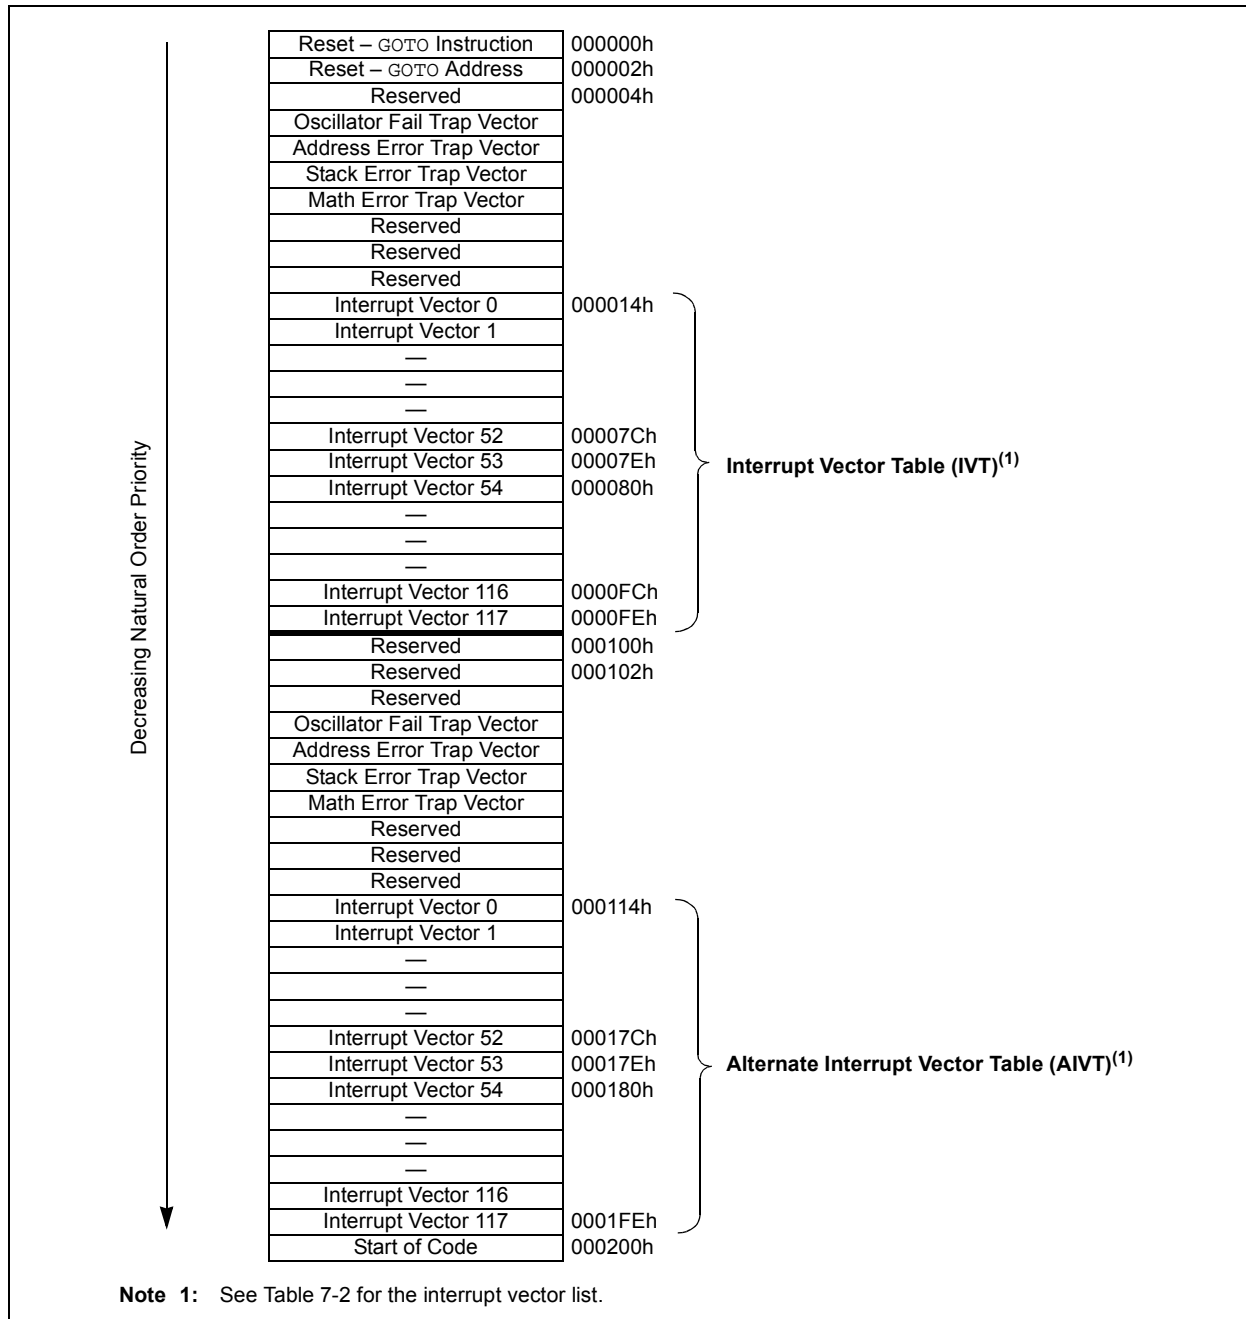 Reset – GOTO Instruction 000000h
Reset – GOTO Address 000002h
Reserved 000004h
Oscillator Fail Trap Vector
Address Error Trap Vector
Stack Error Trap Vector
Math Error Trap Vector
Reserved
Reserved
Reserved
Interrupt Vector 0 000014h
Interrupt Vector 1
—
—
—
Interrupt Vector 52 00007Ch
Interrupt Vector 53 00007Eh
Interrupt Vector 54 000080h
—
—
—
Interrupt Vector 116 0000FCh
Interrupt Vector 117 0000FEh
Interrupt Vector Table (IVT)(1)
Decreasing Natural Order Priority
Reserved 000100h
Reserved 000102h
Reserved
Oscillator Fail Trap Vector
Address Error Trap Vector
Stack Error Trap Vector
Math Error Trap Vector
Reserved
Reserved
Reserved
Interrupt Vector 0 000114h
Interrupt Vector 1
—
—
—
Interrupt Vector 52 00017Ch
Interrupt Vector 53 00017Eh
Interrupt Vector 54 000180h
—
—
—
Interrupt Vector 116
Interrupt Vector 117 0001FEh
Alternate Interrupt Vector Table (AIVT)(1)
Start of Code 000200h
Note 1: See Table 7-2 for the interrupt vector list.